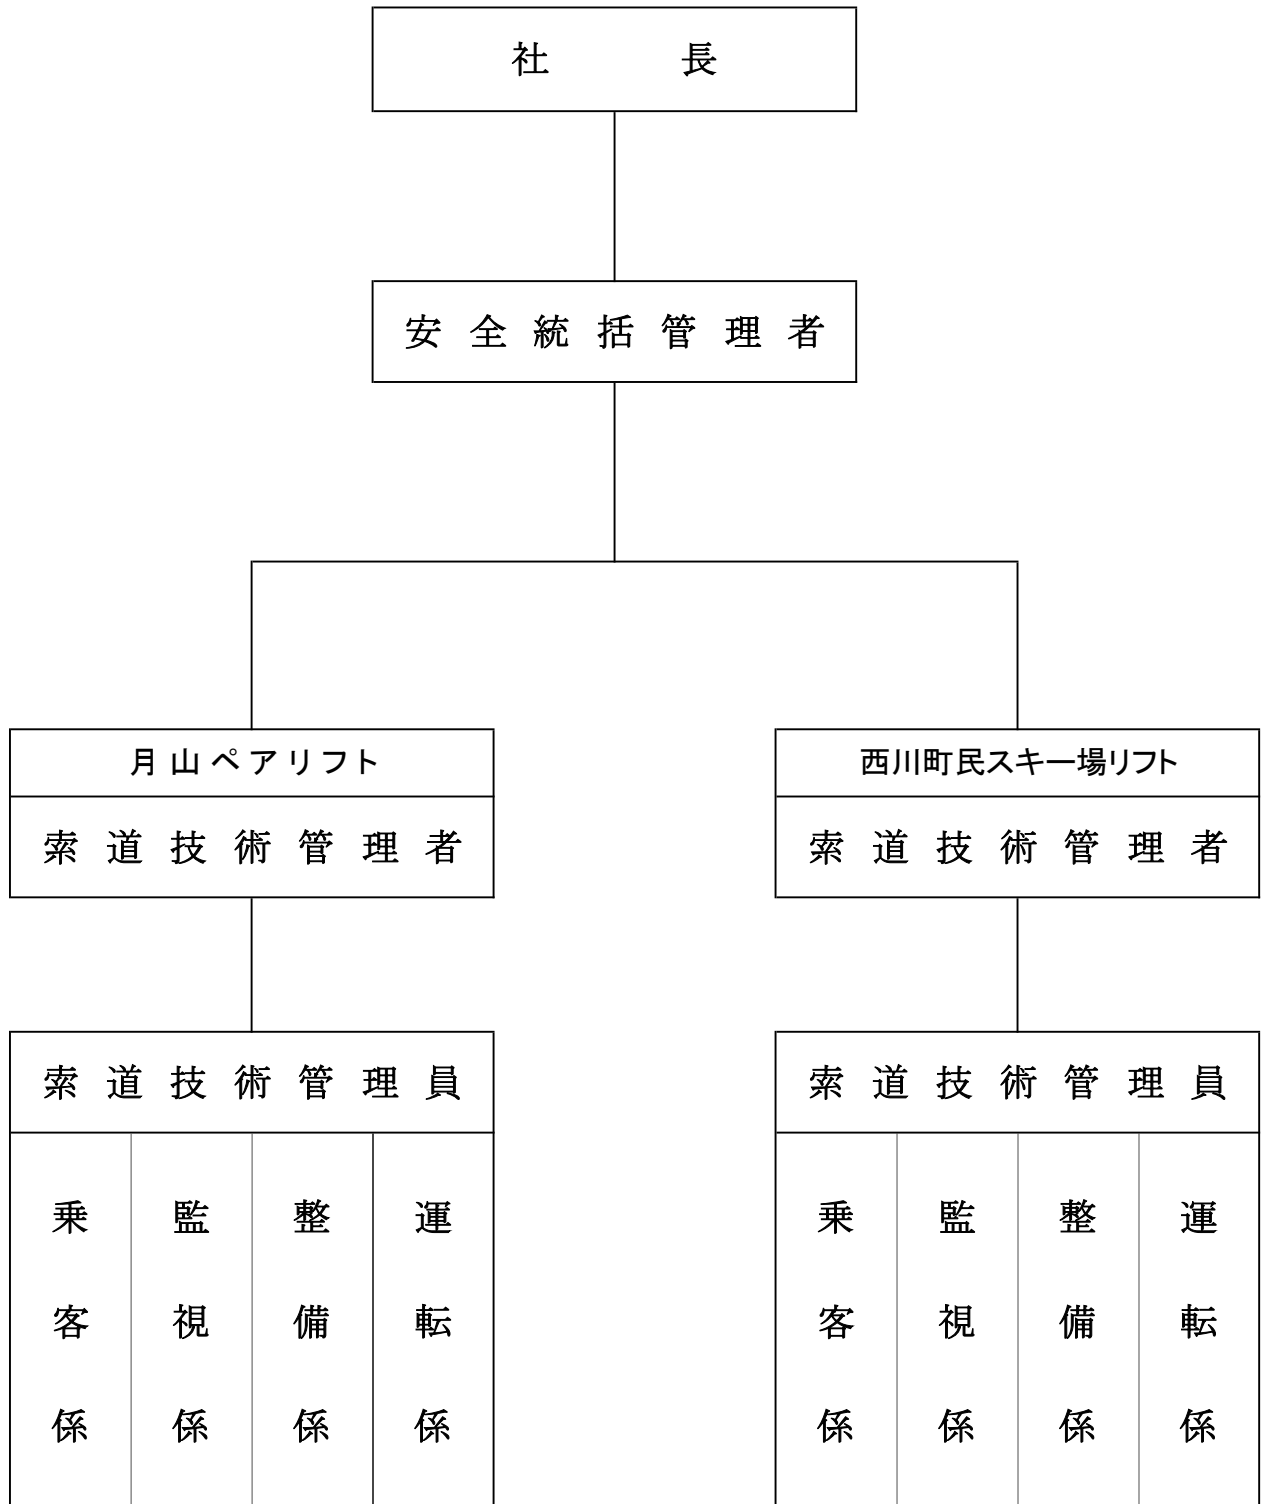 社長
安全統括管理者
月山ペアリフト
索道技術管理者
索道技術管理員
乗客係
監視係
整備係
運転係
西川町民スキー場リフト
索道技術管理者
索道技術管理員
乗客係
監視係
整備係
運転係